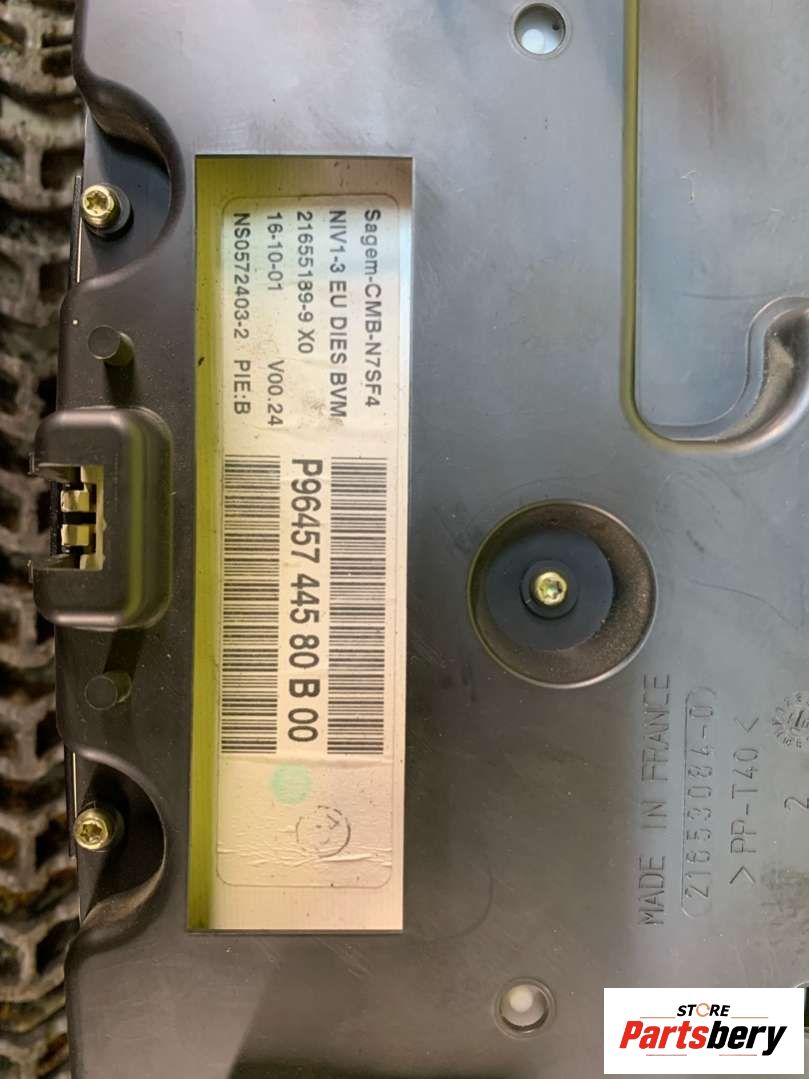 Sagem-CMB-N7SF4
NIV1-3 EU DIES BVM
21655189-9 X0
16-10-01 V00.24
NS0572403-2 PIE:B
P96457 445 80 B 00
MADE IN FRANCE
21653084-0
>PP-T40<
2
STORE
Partsbery